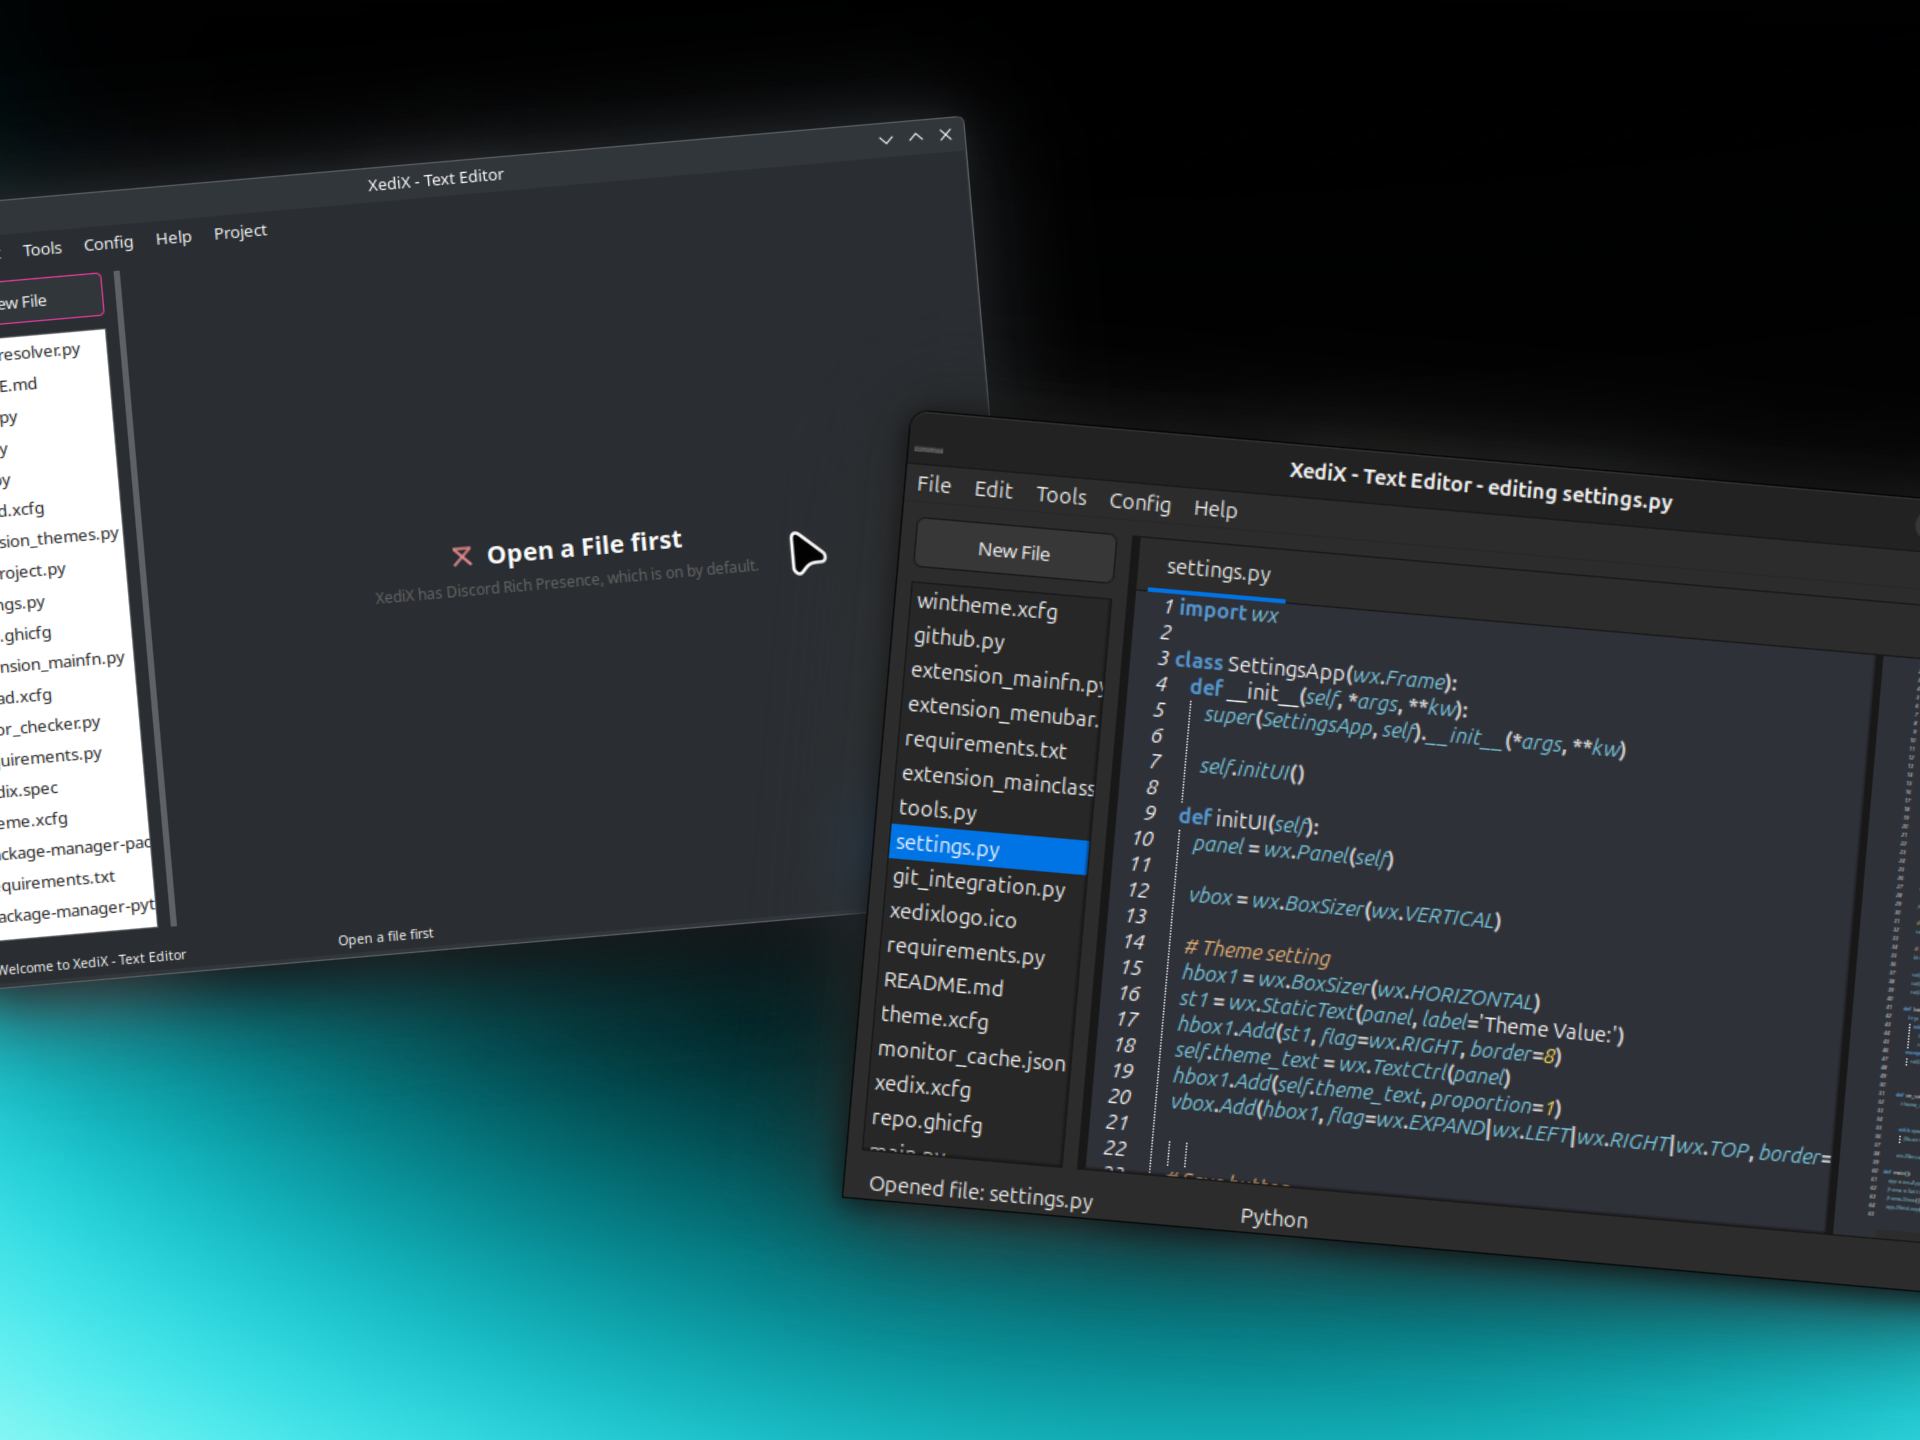 XediX - Text Editor
Tools Config Help Project
ew File
resolver.py
E.md
py
y
py
d.xcfg
sion_themes.py
roject.py
ngs.py
.ghicfg
nsion_mainfn.py
ad.xcfg
or_checker.py
uirements.py
dix.spec
eme.xcfg
ckage-manager-pac
quirements.txt
ackage-manager-pyt
Open a File first
XediX has Discord Rich Presence, which is on by default.
Welcome to XediX - Text Editor
Open a file first
XediX - Text Editor - editing settings.py
File Edit Tools Config Help
New File
wintheme.xcfg
github.py
extension_mainfn.py
extension_menubar.
requirements.txt
extension_mainclass
tools.py
settings.py
git_integration.py
xedixlogo.ico
requirements.py
README.md
theme.xcfg
monitor_cache.json
xedix.xcfg
repo.ghicfg
main.py
settings.py
1 import wx
2
3 class SettingsApp(wx.Frame):
4 def __init__(self, *args, **kw):
5 super(SettingsApp, self).__init__(*args, **kw)
6
7 self.initUI()
8
9 def initUI(self):
10 panel = wx.Panel(self)
11
12 vbox = wx.BoxSizer(wx.VERTICAL)
13
14 # Theme setting
15 hbox1 = wx.BoxSizer(wx.HORIZONTAL)
16 st1 = wx.StaticText(panel, label='Theme Value:')
17 hbox1.Add(st1, flag=wx.RIGHT, border=8)
18 self.theme_text = wx.TextCtrl(panel)
19 hbox1.Add(self.theme_text, proportion=1)
20 vbox.Add(hbox1, flag=wx.EXPAND|wx.LEFT|wx.RIGHT|wx.TOP, border=
21
22
23 # Save button
Opened file: settings.py
Python